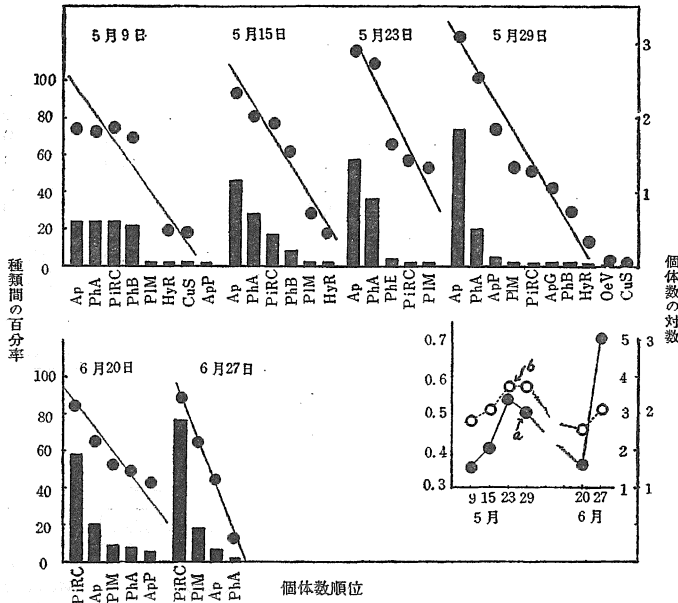 5月9日 5月15日 5月23日 5月29日
100
80
60
40
20
0
3
2
1
Ap PhA PiRC PhB PlM HyR CuS ApP
Ap PhA PiRC PhB PlM HyR
Ap PhA PhE PiRC PlM
Ap PhA ApP PlM PiRC ApG PhB HyR OeV CuS
種類間の百分率
個体数の対数
6月20日 6月27日
100
80
60
40
20
0
PiRC Ap PlM PhA ApP
PiRC PlM Ap PhA
0.7
0.6
0.5
0.4
0.3
b
a
5
4
3
2
1
3
2
1
9 15 23 29 20 27
5月 6月
個体数順位